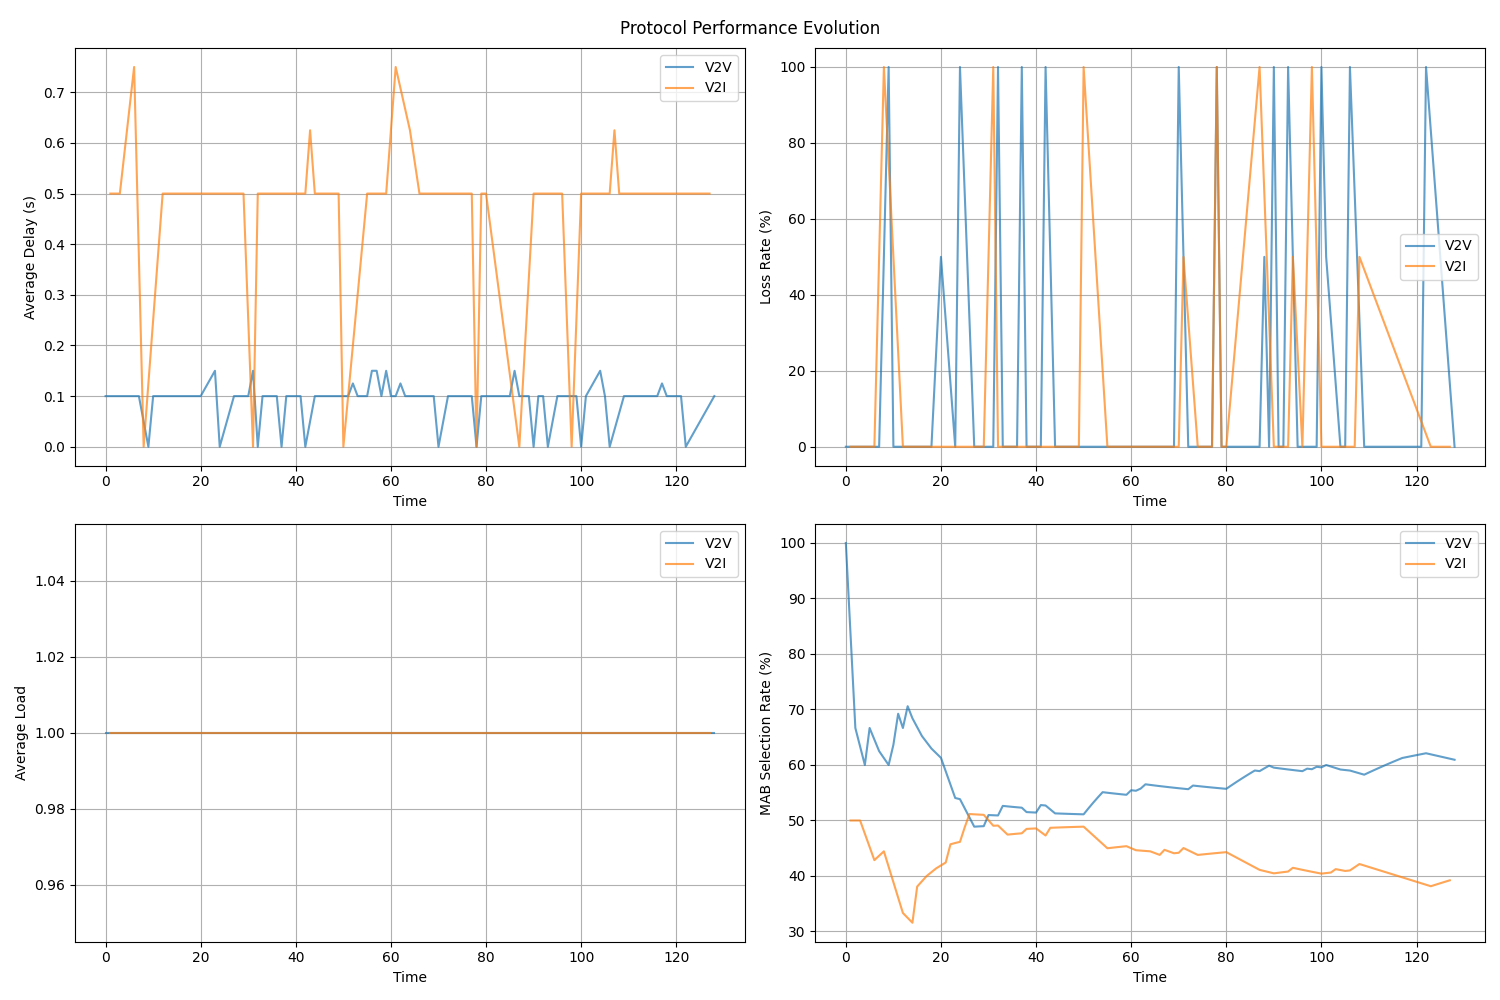 Protocol Performance Evolution
Average Delay (s)
0.7
0.6
0.5
0.4
0.3
0.2
0.1
0.0
0 20 40 60 80 100 120
Time
V2V
V2I
Loss Rate (%)
100
80
60
40
20
0
0 20 40 60 80 100 120
Time
V2V
V2I
Average Load
1.04
1.02
1.00
0.98
0.96
0 20 40 60 80 100 120
Time
V2V
V2I
MAB Selection Rate (%)
100
90
80
70
60
50
40
30
0 20 40 60 80 100 120
Time
V2V
V2I